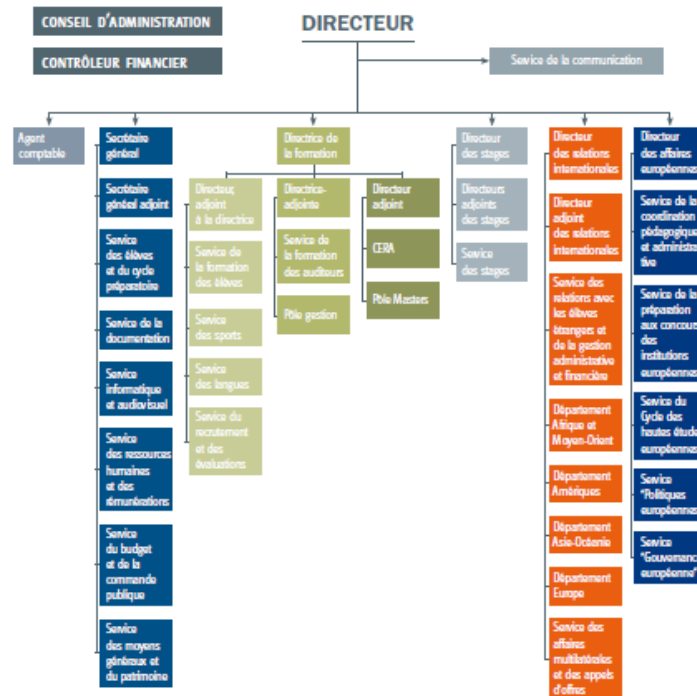 CONSEIL D'ADMINISTRATION
DIRECTEUR
CONTRÔLEUR FINANCIER
Service de la communication
Agent
comptable
Secrétaire
général
Secrétaire
général adjoint
Service
des élèves
et du cycle
préparatoire
Service de la
documentation
Service
informatique
et audiovisuel
Service
des ressources
humaines
et des
rémunérations
Service
du budget
et de la
commande
publique
Service
des moyens
généraux et
du patrimoine
Directrice de
la formation
Directeur,
adjoint
à la directrice
Service de
la formation
des élèves
Service
des sports
Service
des langues
Service du
recrutement
et des
évaluations
Directrice-
adjointe
Service de
la formation
des auditeurs
Pôle gestion
Directeur
adjoint
CERA
Pôle Masters
Directeur
des stages
Directeurs
adjoints
des stages
Service
des stages
Directeur
des relations
internationales
Directeur
adjoint
des relations
internationales
Service des
relations avec
les élèves
étrangers et
de la gestion
administrative
et financière
Département
Afrique et
Moyen-Orient
Département
Amériques
Département
Asie-Océanie
Département
Europe
Service des
affaires
multilatérales
et des appels
d'offres
Directeur
des affaires
européennes
Service de la
coordination
pédagogique
et administra-
tive
Service de la
préparation
aux concours
des
institutions
européennes
Service du
Cycle des
hautes étude
européennes
Service
"Politiques
européennes
Service
"Gouvernanc
européenne"